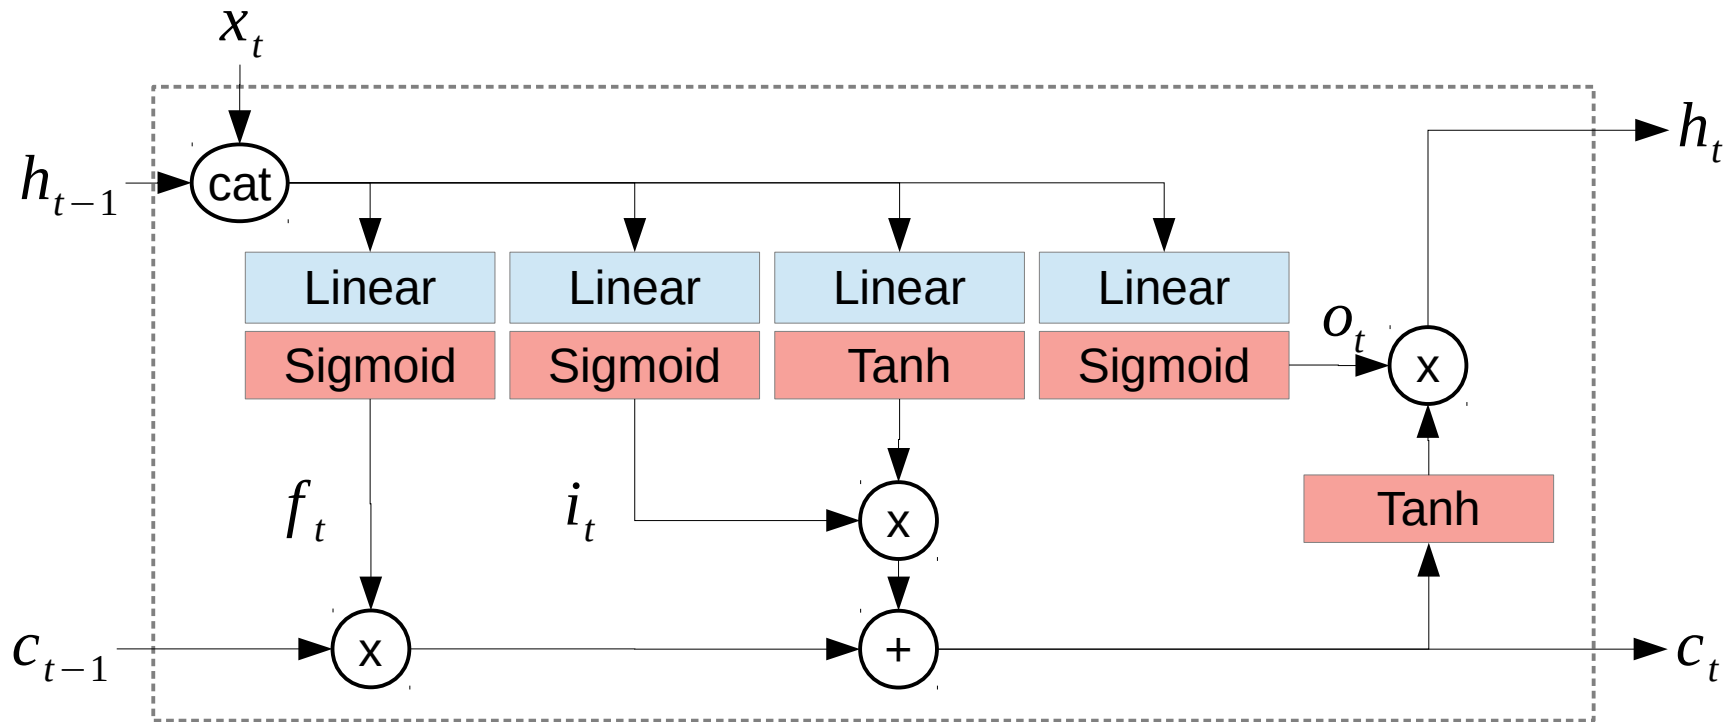 x_t
h_{t-1} cat h_t
Linear Linear Linear Linear
Sigmoid Sigmoid Tanh Sigmoid o_t x
f_t i_t x Tanh
c_{t-1} x + c_t